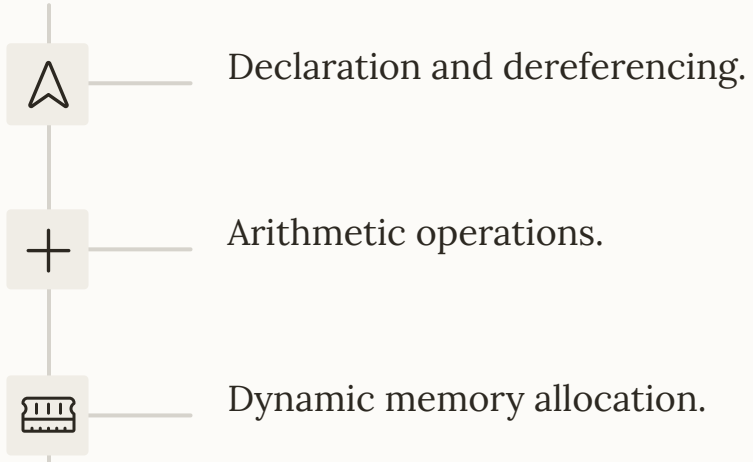 Declaration and dereferencing.
Arithmetic operations.
Dynamic memory allocation.